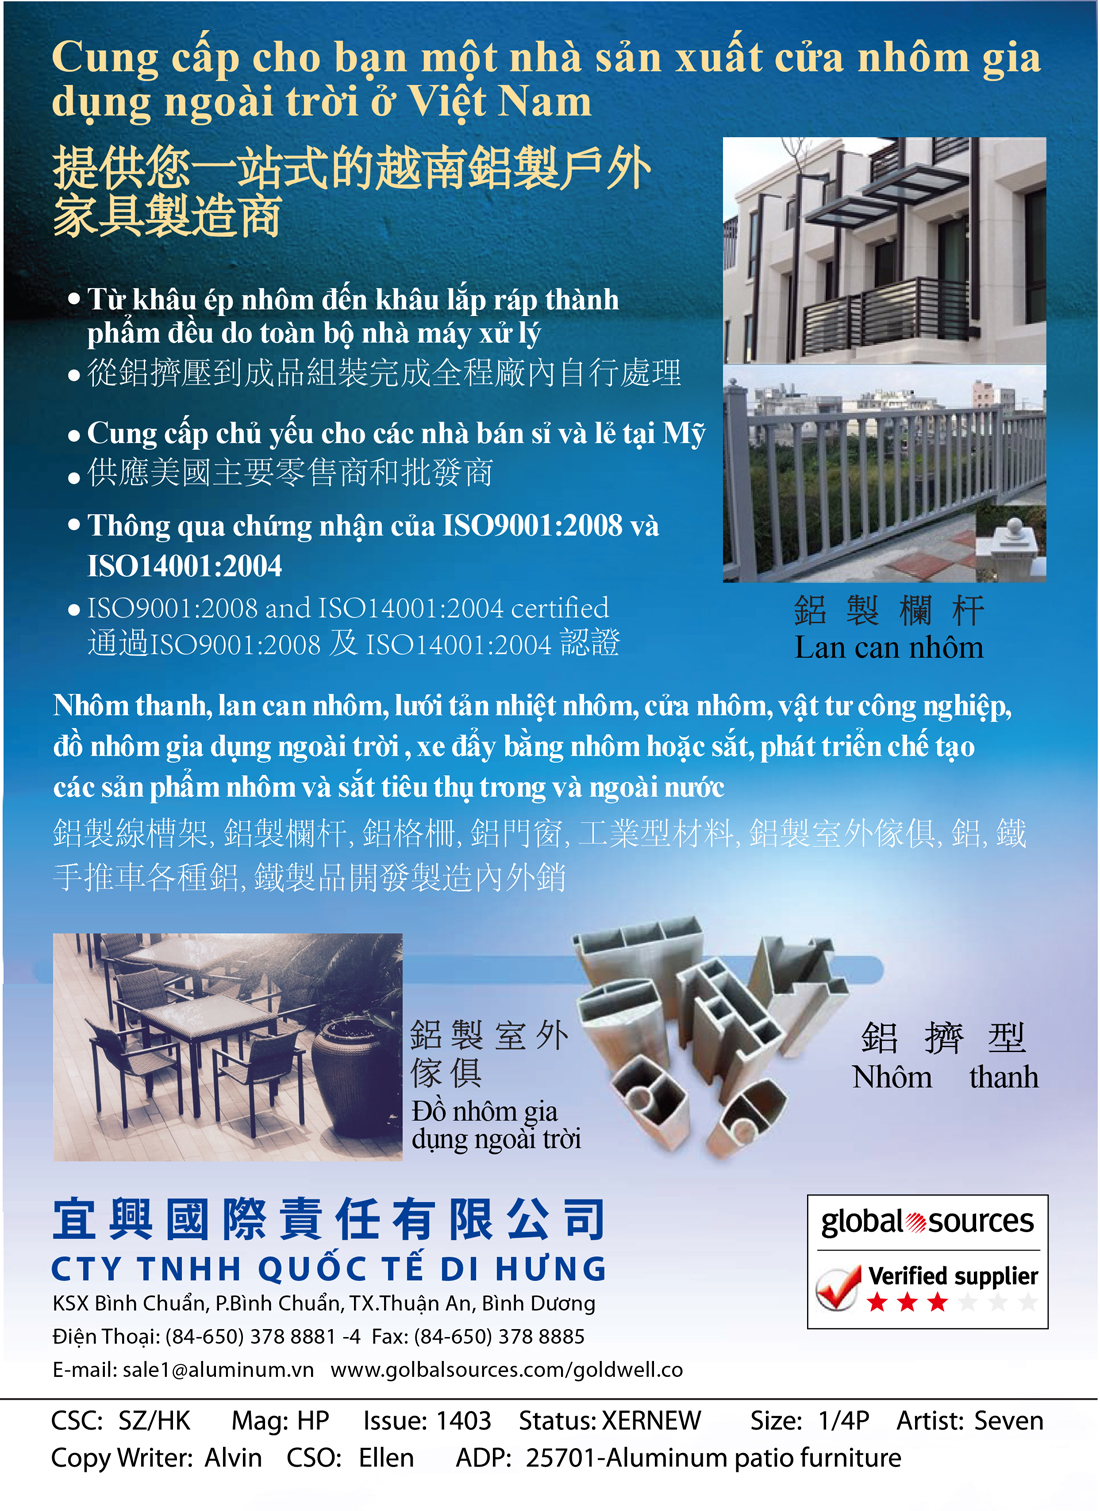 Cung cấp cho bạn một nhà sản xuất cửa nhôm gia
dụng ngoài trời ở Việt Nam
提供您一站式的越南鋁製戶外
家具製造商
• Từ khâu ép nhôm đến khâu lắp ráp thành
phẩm đều do toàn bộ nhà máy xử lý
• 從鋁擠壓到成品組裝完成全程廠內自行處理
• Cung cấp chủ yếu cho các nhà bán sỉ và lẻ tại Mỹ
• 供應美國主要零售商和批發商
• Thông qua chứng nhận của ISO9001:2008 và
ISO14001:2004
• ISO9001:2008 and ISO14001:2004 certified
通過ISO9001:2008 及 ISO14001:2004 認證
鋁製欄杆
Lan can nhôm
Nhôm thanh, lan can nhôm, lưới tản nhiệt nhôm, cửa nhôm, vật tư công nghiệp,
đồ nhôm gia dụng ngoài trời , xe đẩy bằng nhôm hoặc sắt, phát triển chế tạo
các sản phẩm nhôm và sắt tiêu thụ trong và ngoài nước
鋁製線槽架, 鋁製欄杆, 鋁格柵, 鋁門窗, 工業型材料, 鋁製室外傢俱, 鋁, 鐵
手推車各種鋁, 鐵製品開發製造內外銷
鋁製室外
傢俱
Đồ nhôm gia
dụng ngoài trời
鋁擠型
Nhôm thanh
宜興國際責任有限公司
CTY TNHH QUỐC TẾ DI HƯNG
KSX Bình Chuẩn, P.Bình Chuẩn, TX.Thuận An, Bình Dương
Điện Thoại: (84-650) 378 8881 -4 Fax: (84-650) 378 8885
E-mail: sale1@aluminum.vn www.golbalsources.com/goldwell.co
global sources
Verified supplier
CSC: SZ/HK Mag: HP Issue: 1403 Status: XERNEW Size: 1/4P Artist: Seven
Copy Writer: Alvin CSO: Ellen ADP: 25701-Aluminum patio furniture